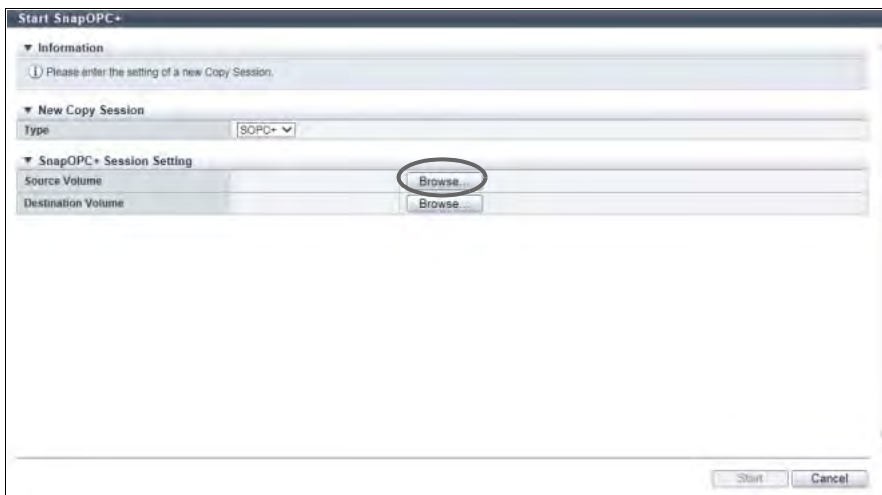 Start SnapOPC+
▼ Information
ⓘ Please enter the setting of a new Copy Session.
▼ New Copy Session
Type SOPC+
▼ SnapOPC+ Session Setting
Source Volume Browse...
Destination Volume Browse...
Start Cancel